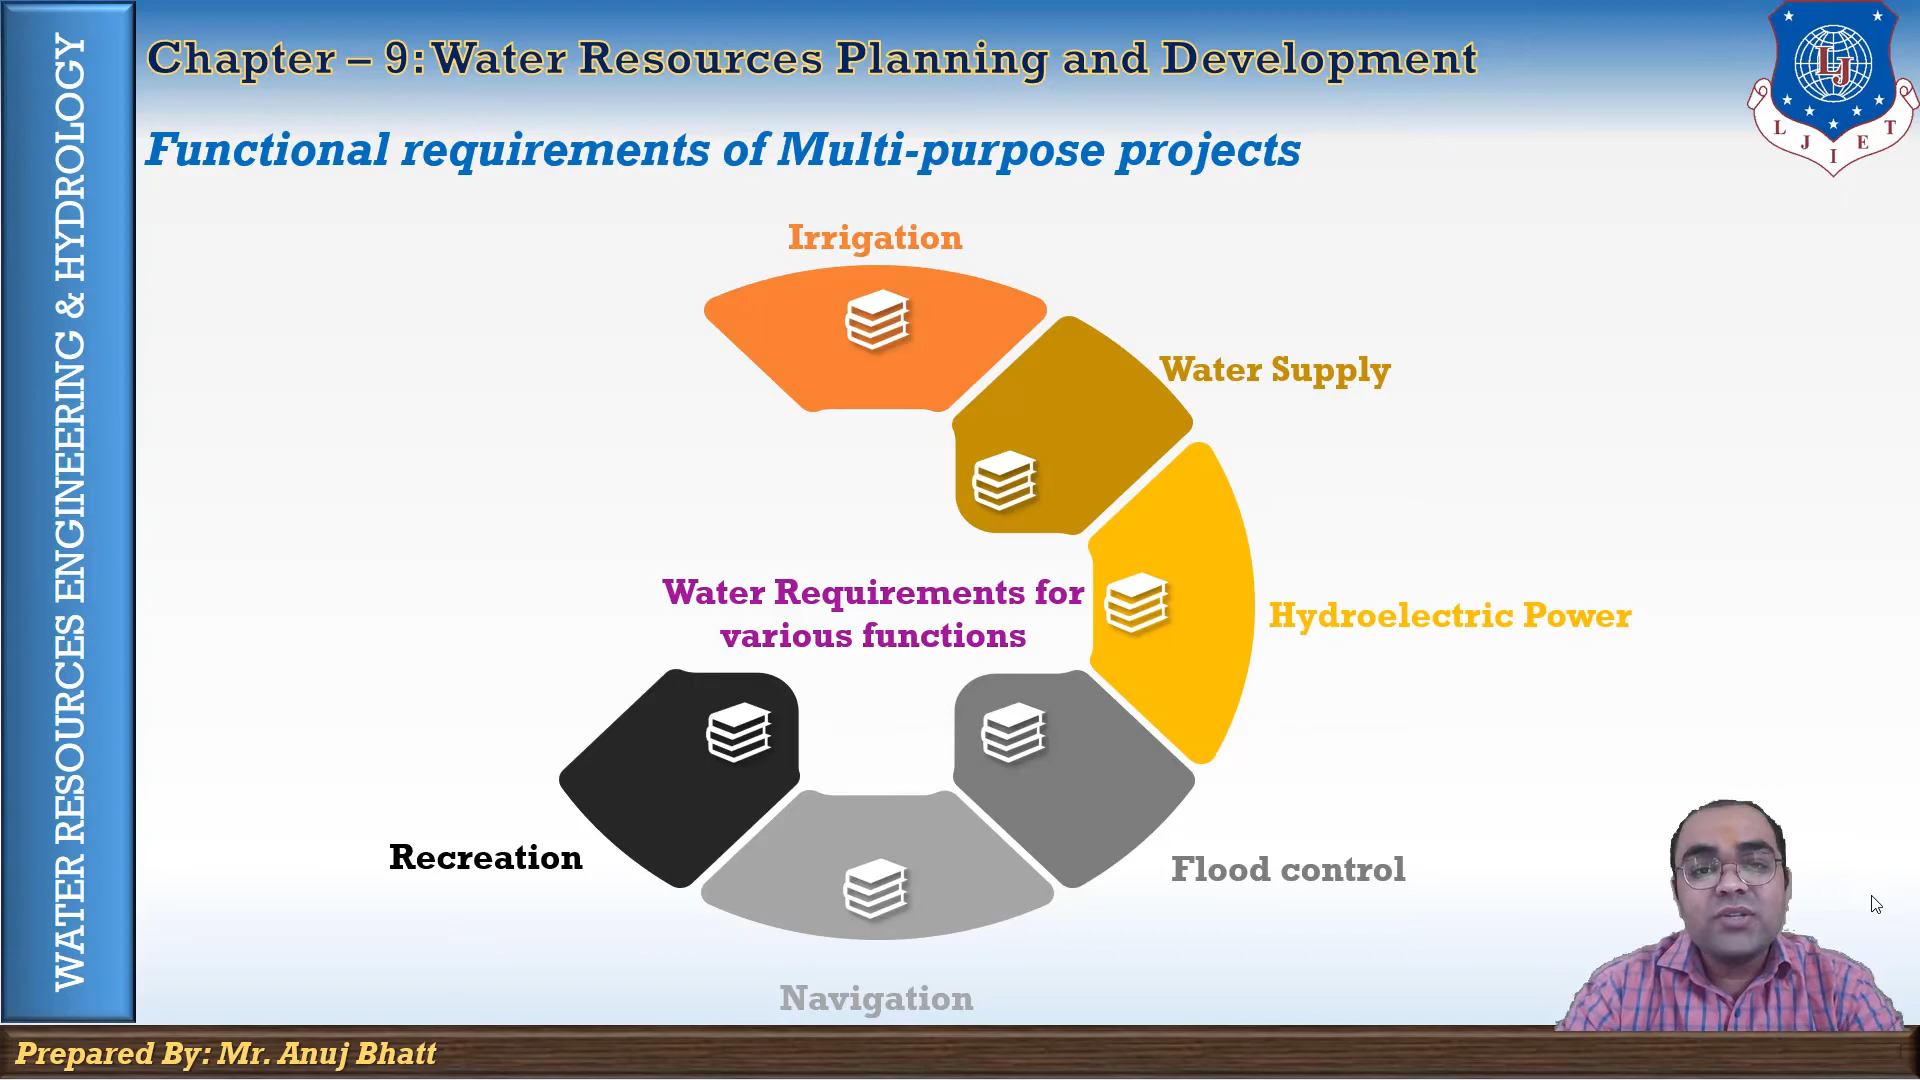 Chapter – 9: Water Resources Planning and Development
Functional requirements of Multi-purpose projects
WATER RESOURCES ENGINEERING & HYDROLOGY
LJ
L J I E T
Irrigation
Water Supply
Water Requirements for
various functions
Hydroelectric Power
Recreation
Flood control
Navigation
Prepared By: Mr. Anuj Bhatt